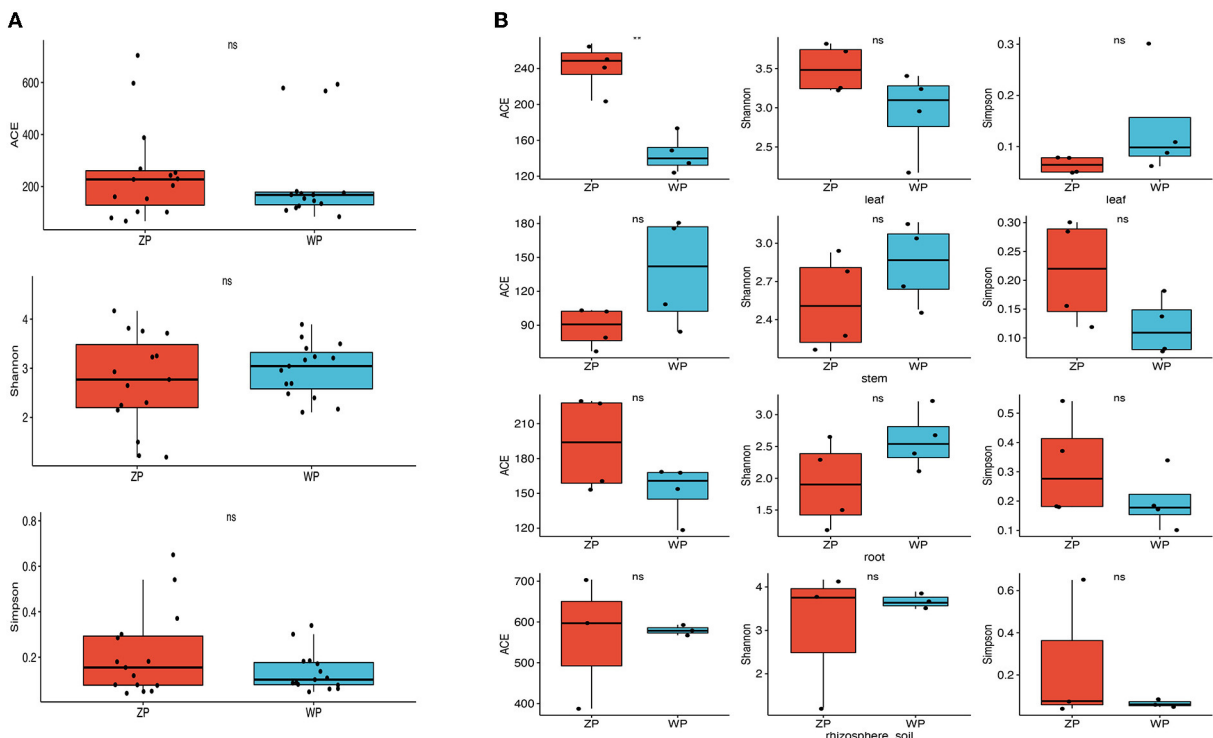 A
ns
ACE
600
400
200
ZP
WP
ns
Shannon
4
3
2
ZP
WP
ns
Simpson
0.8
0.6
0.4
0.2
ZP
WP
B
**
ACE
240
200
160
120
ZP
WP
ns
Shannon
3.5
3.0
2.5
ZP
WP
leaf
ns
Simpson
0.3
0.1
ZP
WP
leaf
ns
ACE
180
150
120
90
ZP
WP
ns
Shannon
3.0
2.7
2.4
ZP
WP
stem
ns
Simpson
0.30
0.25
0.20
0.15
0.10
ZP
WP
ns
ACE
210
180
150
120
ZP
WP
ns
Shannon
3.0
2.5
2.0
1.5
ZP
WP
root
ns
Simpson
0.5
0.4
0.3
0.2
0.1
ZP
WP
ns
ACE
700
600
500
400
ZP
WP
ns
Shannon
4
3
2
ZP
WP
rhizosphere_soil
ns
Simpson
0.6
0.4
0.2
ZP
WP